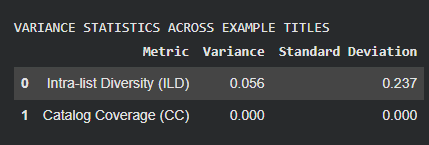 VARIANCE STATISTICS ACROSS EXAMPLE TITLES
Metric Variance Standard Deviation
0 Intra-list Diversity (ILD) 0.056 0.237
1 Catalog Coverage (CC) 0.000 0.000